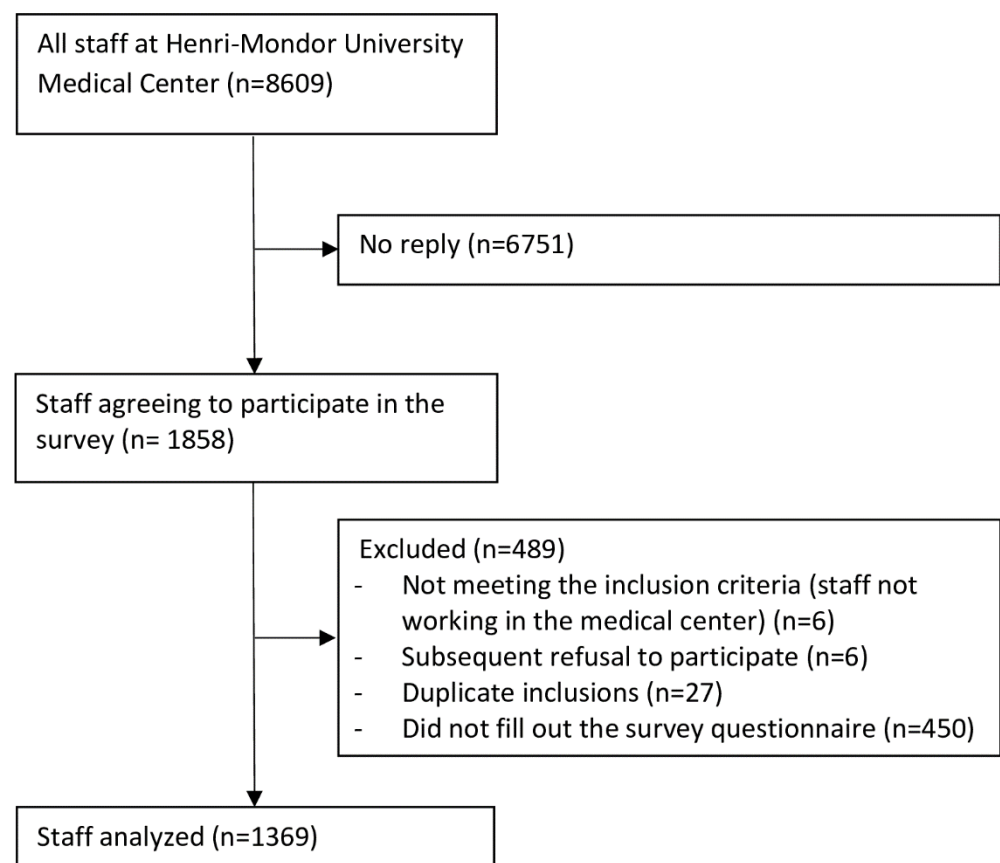 All staff at Henri-Mondor University
Medical Center (n=8609)
No reply (n=6751)
Staff agreeing to participate in the
survey (n= 1858)
Excluded (n=489)
- Not meeting the inclusion criteria (staff not
working in the medical center) (n=6)
- Subsequent refusal to participate (n=6)
- Duplicate inclusions (n=27)
- Did not fill out the survey questionnaire (n=450)
Staff analyzed (n=1369)